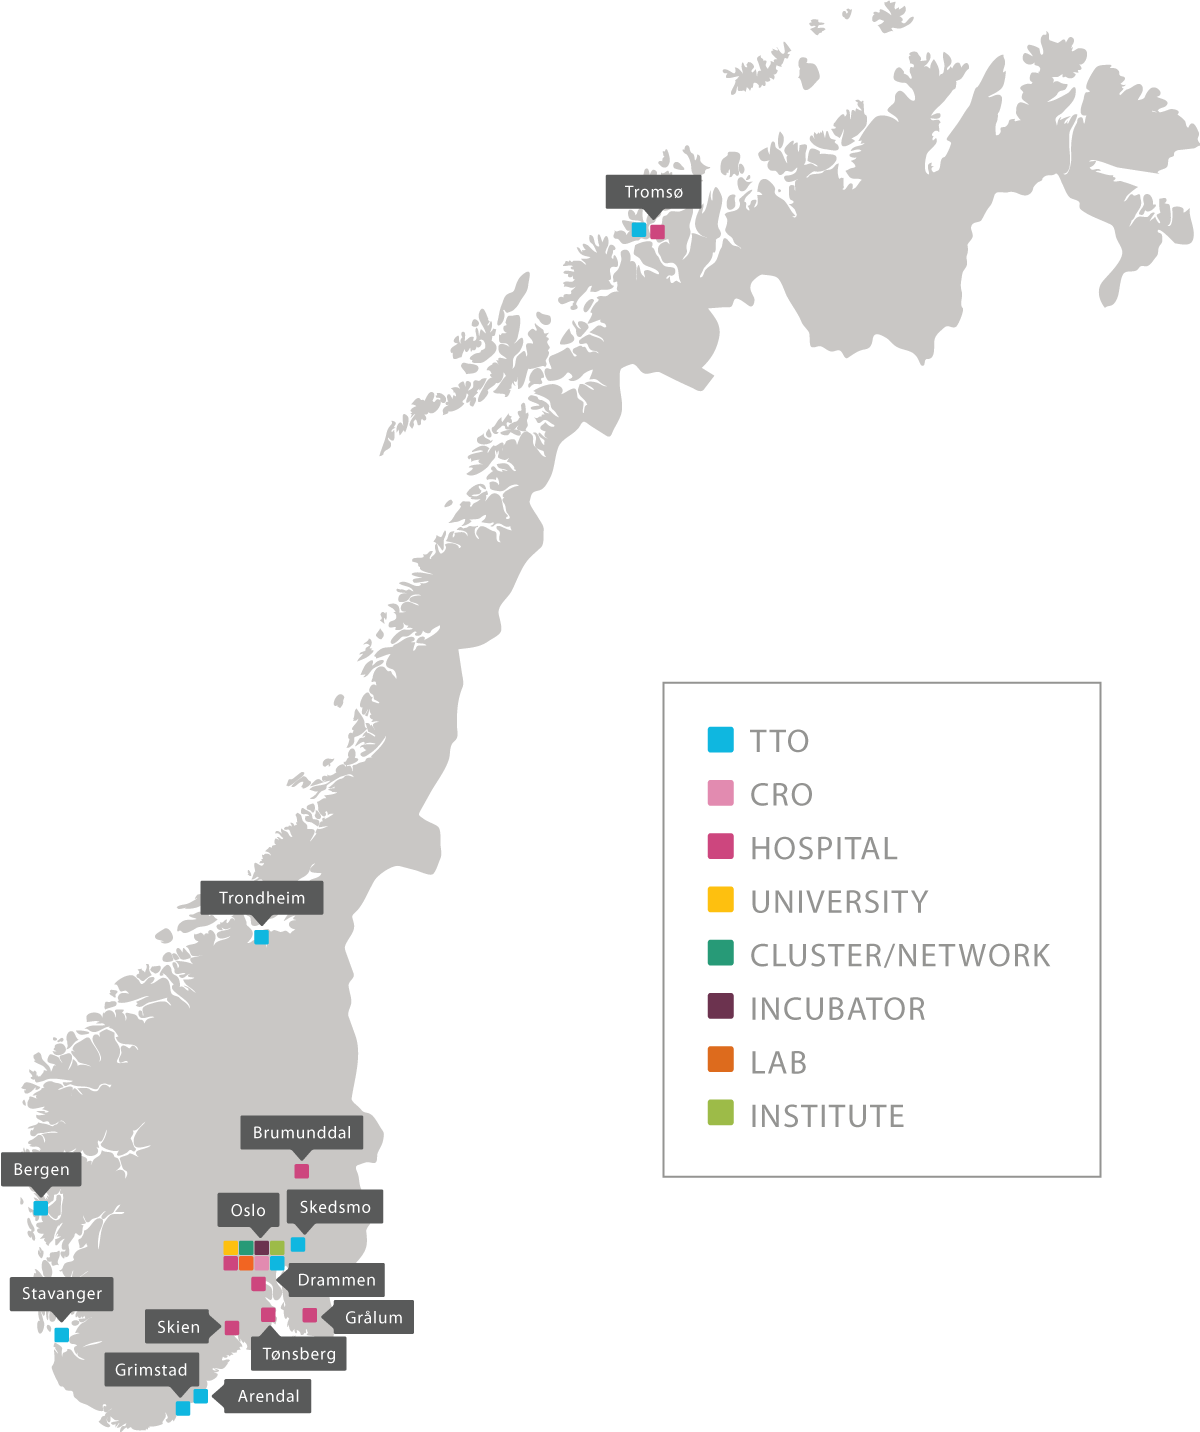 Tromsø
TTO
CRO
HOSPITAL
UNIVERSITY
CLUSTER/NETWORK
INCUBATOR
LAB
INSTITUTE
Trondheim
Brumunddal
Bergen
Skedsmo
Oslo
Drammen
Stavanger
Grålum
Skien
Tønsberg
Grimstad
Arendal